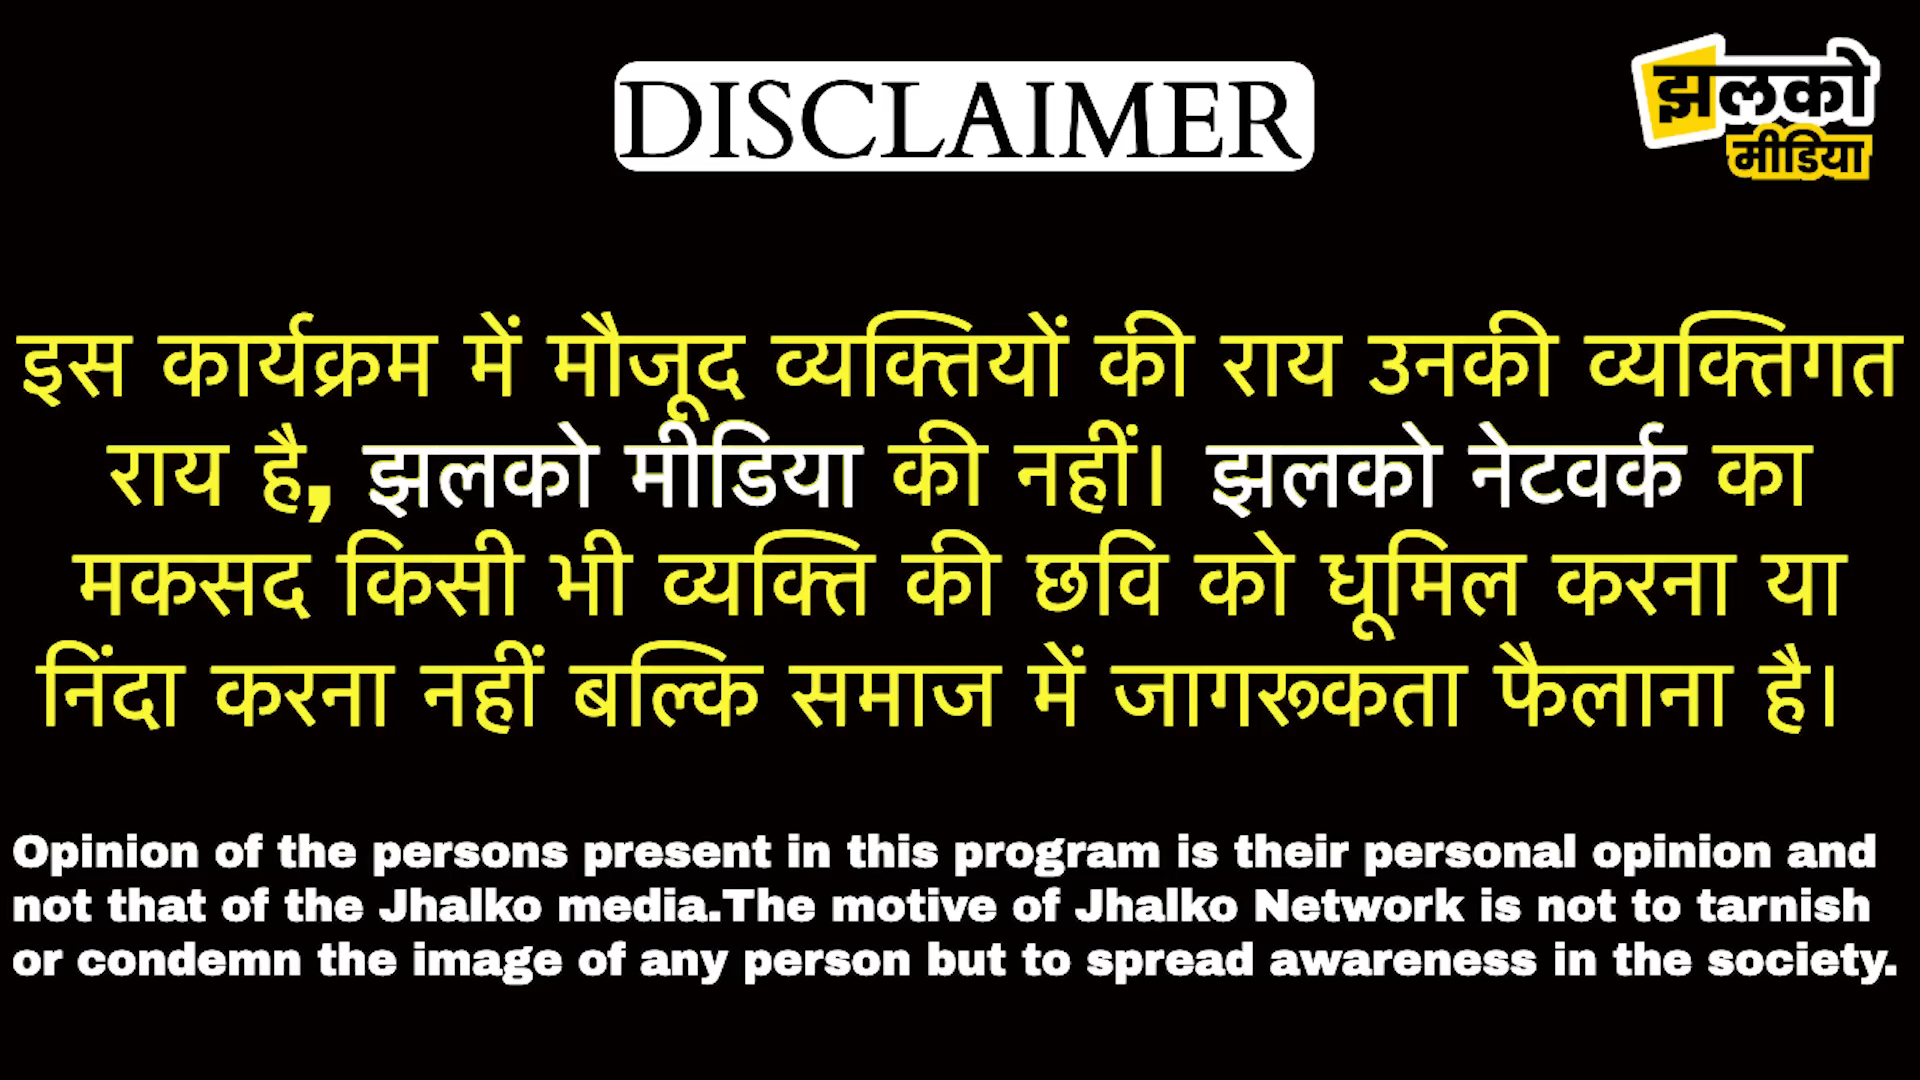 DISCLAIMER
झलको
मीडिया
इस कार्यक्रम में मौजूद व्यक्तियों की राय उनकी व्यक्तिगत
राय है, झलको मीडिया की नहीं। झलको नेटवर्क का
मकसद किसी भी व्यक्ति की छवि को धूमिल करना या
निंदा करना नहीं बल्कि समाज में जागरूकता फैलाना है।
Opinion of the persons present in this program is their personal opinion and
not that of the Jhalko media.The motive of Jhalko Network is not to tarnish
or condemn the image of any person but to spread awareness in the society.